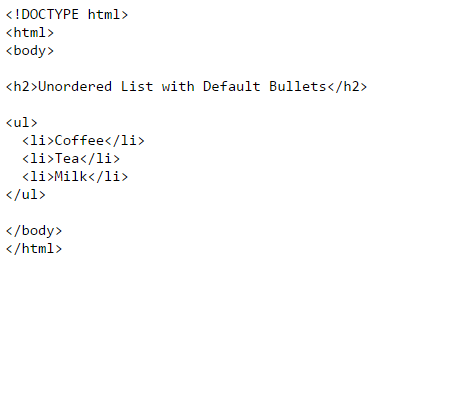 <!DOCTYPE html>
<html>
<body>
<h2>Unordered List with Default Bullets</h2>
<ul>
<li>Coffee</li>
<li>Tea</li>
<li>Milk</li>
</ul>
</body>
</html>